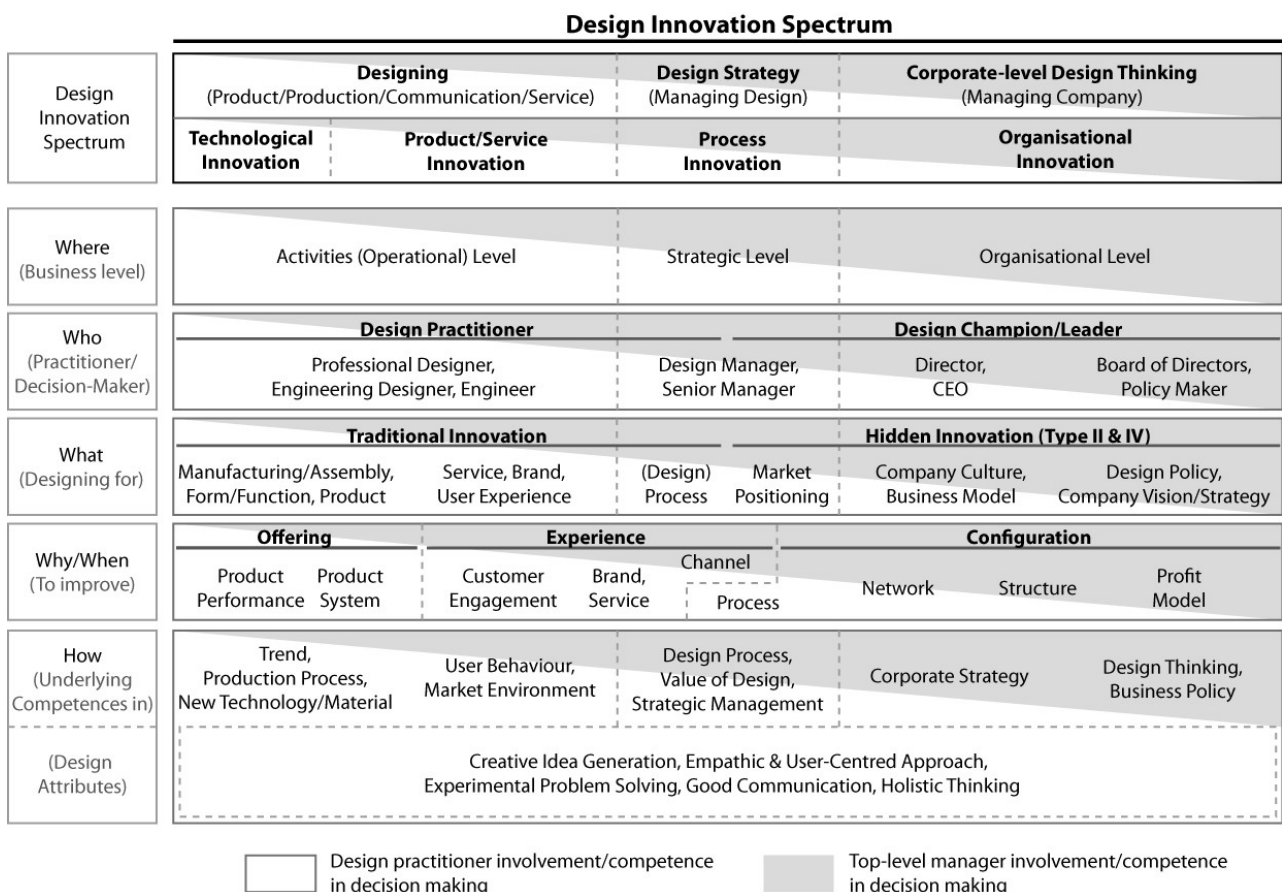 Design Innovation Spectrum
Design
Innovation
Spectrum
Designing
(Product/Production/Communication/Service)
Design Strategy
(Managing Design)
Corporate-level Design Thinking
(Managing Company)
Technological
Innovation
Product/Service
Innovation
Process
Innovation
Organisational
Innovation
Where
(Business level)
Activities (Operational) Level
Strategic Level
Organisational Level
Who
(Practitioner/
Decision-Maker)
Design Practitioner
Design Champion/Leader
Professional Designer,
Engineering Designer, Engineer
Design Manager,
Senior Manager
Director,
CEO
Board of Directors,
Policy Maker
What
(Designing for)
Traditional Innovation
Hidden Innovation (Type II & IV)
Manufacturing/Assembly,
Form/Function, Product
Service, Brand,
User Experience
(Design)
Process
Market
Positioning
Company Culture,
Business Model
Design Policy,
Company Vision/Strategy
Why/When
(To improve)
Offering
Experience
Configuration
Product
Performance
Product
System
Customer
Engagement
Brand,
Service
Channel
Process
Network
Structure
Profit
Model
How
(Underlying
Competences in)
Trend,
Production Process,
New Technology/Material
User Behaviour,
Market Environment
Design Process,
Value of Design,
Strategic Management
Corporate Strategy
Design Thinking,
Business Policy
(Design
Attributes)
Creative Idea Generation, Empathic & User-Centred Approach,
Experimental Problem Solving, Good Communication, Holistic Thinking
Design practitioner involvement/competence
in decision making
Top-level manager involvement/competence
in decision making